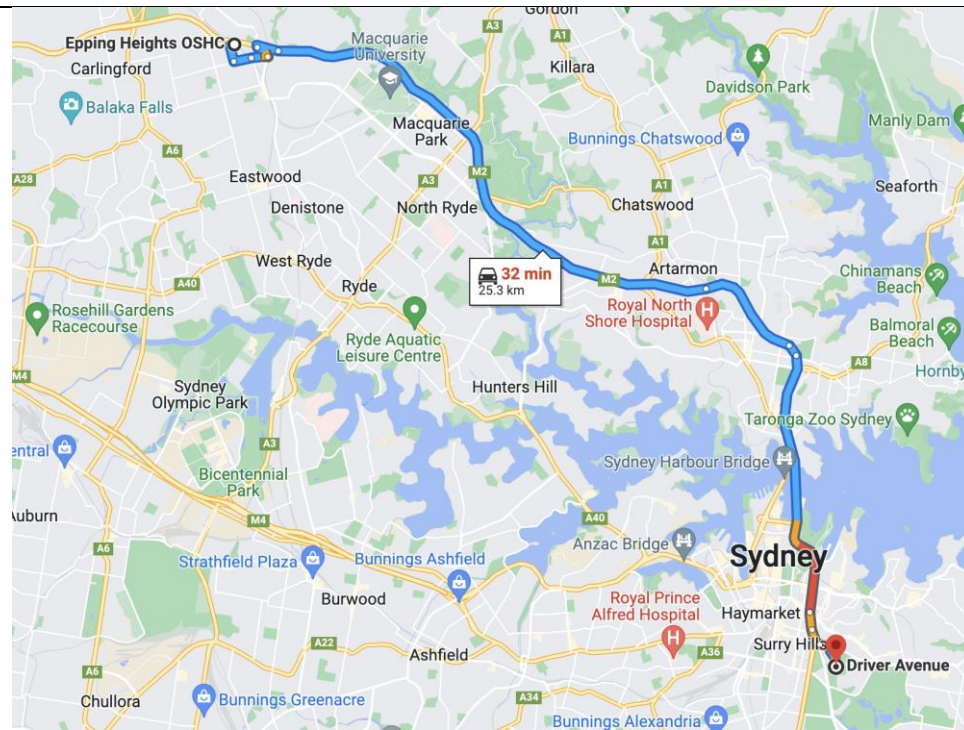 Gordon
A3
A1
Epping Heights OSHC
Macquarie
University
Carlingford
Killara
Davidson Park
Balaka Falls
Manly Dam
Macquarie
Park
Bunnings Chatswood
A6
M2
A28
Eastwood
A3
A1
Seaforth
Denistone
North Ryde
Chatswood
West Ryde
A1
32 min
25.3 km
M2
Artarmon
Chinamans
Beach
A40
Ryde
Rosehill Gardens
Racecourse
Royal North
Shore Hospital
Ryde Aquatic
Leisure Centre
Balmoral
Beach
A8
Hornby
M4
Hunters Hill
Sydney
Olympic Park
Taronga Zoo Sydney
A3
entral
Sydney Harbour Bridge
Bicentennial
Park
Auburn
M4
A40
Anzac Bridge
Sydney
A6
Strathfield Plaza
Bunnings Ashfield
Burwood
Royal Prince
Alfred Hospital
Haymarket
A22
Surry Hills
Ashfield
A36
Driver Avenue
Chullora
Bunnings Greenacre
A34
Bunnings Alexandria